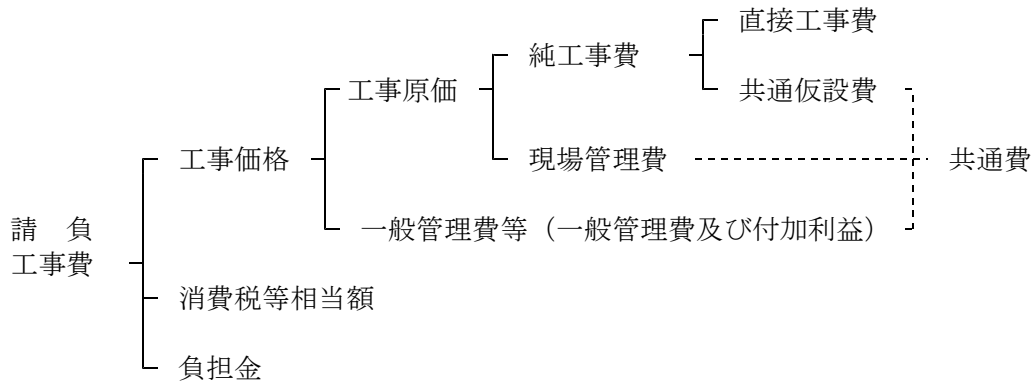 直接工事費
純工事費
工事原価
共通仮設費
工事価格
現場管理費
共通費
請　負
工事費
一般管理費等（一般管理費及び付加利益）
消費税等相当額
負担金